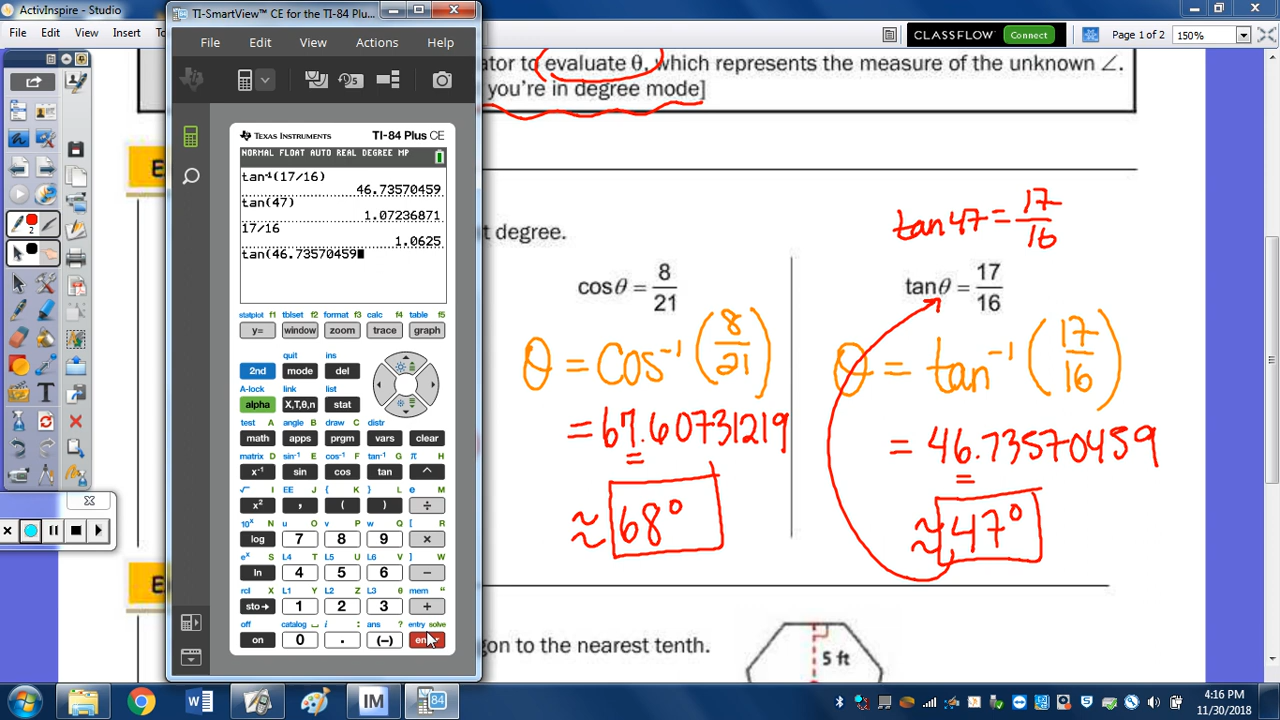 ActivInspire - Studio
File Edit View Insert
TI-SmartView™ CE for the TI-84 Plus...
File Edit View Actions Help
CLASSFLOW Connect Page 1 of 2 150%
ator to evaluate θ, which represents the measure of the unknown ∠.
you're in degree mode]
TEXAS INSTRUMENTS TI-84 Plus CE
NORMAL FLOAT AUTO REAL DEGREE MP
tan⁻¹(17/16)
46.73570459
tan(47)
1.07236871
17/16
1.0625
tan(46.73570459
statplot f1 tblset f2 format f3 calc f4 table f5
y= window zoom trace graph
quit ins
2nd mode del
A-lock link list
alpha X,T,θ,n stat
test A angle B draw C distr
math apps prgm vars clear
matrix D sin⁻¹ E cos⁻¹ F tan⁻¹ G π H
x⁻¹ sin cos tan ^
√ I EE J { K } L e M
x² , ( ) ÷
10ˣ N u O v P w Q [ R
log 7 8 9 ×
eˣ S L4 T L5 U L6 V ] W
ln 4 5 6 −
rcl X L1 Y L2 Z L3 θ mem "
sto→ 1 2 3 +
off catalog i : ans ? entry solve
on 0 . (−)
t degree.
cosθ = 8/21
θ = Cos⁻¹ (8/21)
= 67.60731219
≈ 68°
tan 47 = 17/16
tanθ = 17/16
θ = tan⁻¹ (17/16)
= 46.73570459
≈ 47°
gon to the nearest tenth.
5 ft
IM
84
4:16 PM
11/30/2018